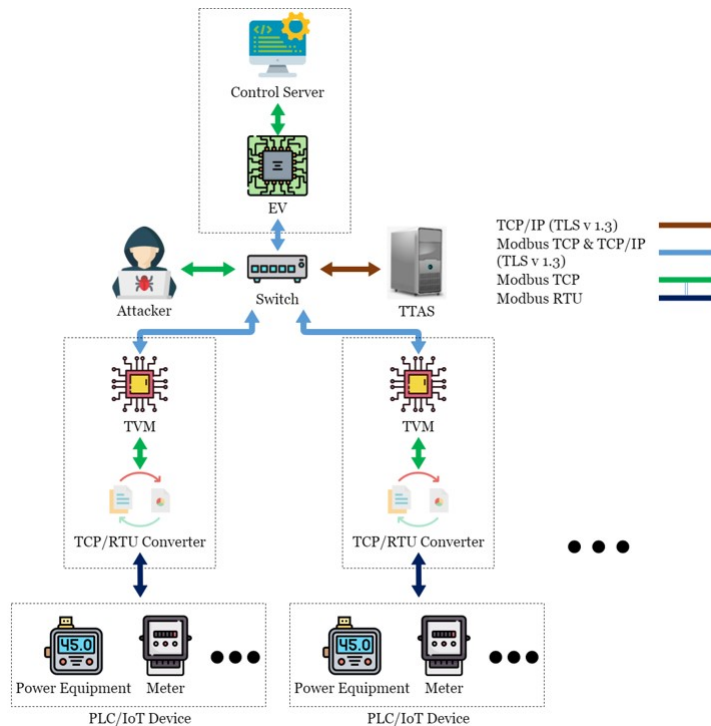 Control Server
EV
Attacker
Switch
TTAS
TCP/IP (TLS v 1.3)
Modbus TCP & TCP/IP
(TLS v 1.3)
Modbus TCP
Modbus RTU
TVM
TVM
TCP/RTU Converter
TCP/RTU Converter
45.0
45.0
Power Equipment
Meter
Power Equipment
Meter
PLC/IoT Device
PLC/IoT Device